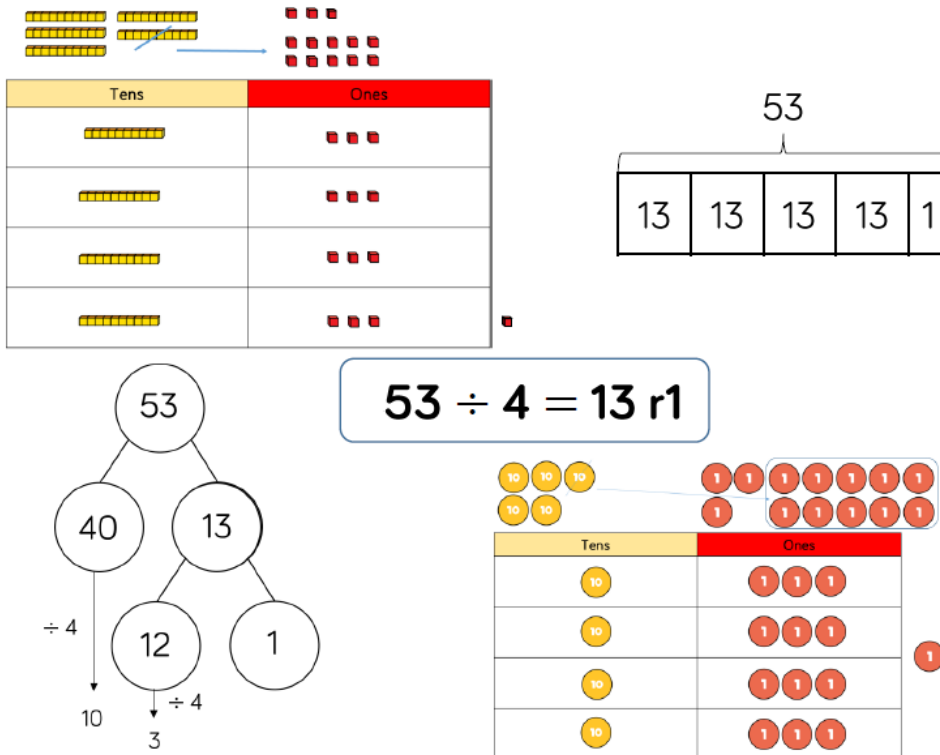 Tens Ones
53
13 13 13 13 1
53 ÷ 4 = 13 r1
53
40 13
÷ 4
12 1
÷ 4
10
3
10 10 10 1 1 1 1 1 1 1
10 10 1 1 1 1 1 1
Tens Ones
10 1 1 1
10 1 1 1
1
10 1 1 1
10 1 1 1